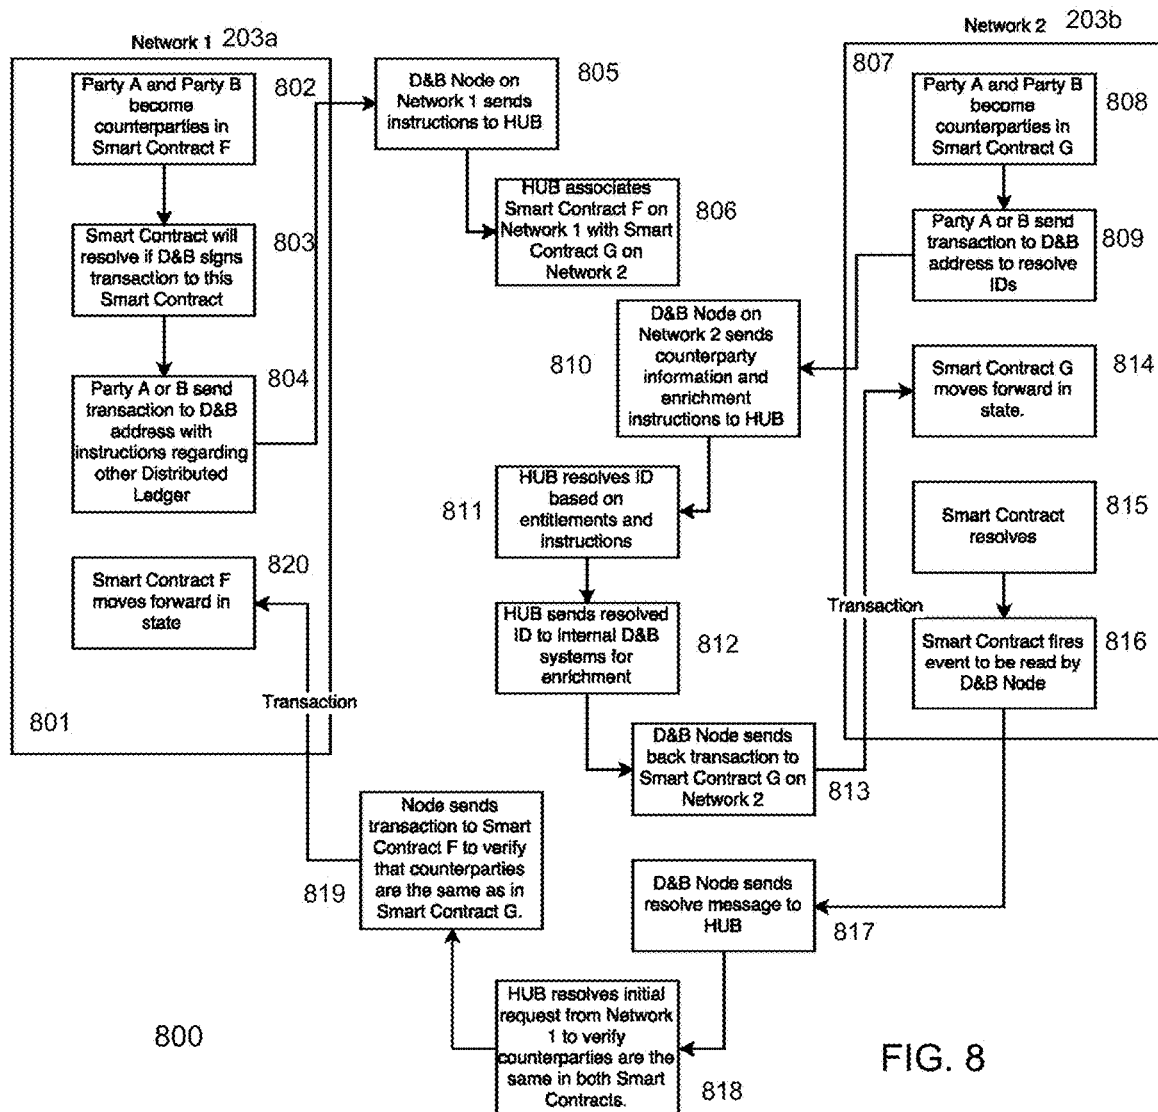 Network 1 203a
Party A and Party B
become
counterparties in
Smart Contract F
802
Smart Contract will
resolve if D&B signs
transaction to this
Smart Contract
803
Party A or B send
transaction to D&B
address with
instructions regarding
other Distributed
Ledger
804
Smart Contract F
moves forward in
state
820
Transaction
801
D&B Node on
Network 1 sends
instructions to HUB
805
HUB associates
Smart Contract F on
Network 1 with Smart
Contract G on
Network 2
806
Network 2 203b
807
Party A and Party B
become
counterparties in
Smart Contract G
808
Party A or B send
transaction to D&B
address to resolve
IDs
809
D&B Node on
Network 2 sends
counterparty
information and
enrichment
instructions to HUB
810
HUB resolves ID
based on
entitlements and
instructions
811
HUB sends resolved
ID to internal D&B
systems for
enrichment
812
D&B Node sends
back transaction to
Smart Contract G on
Network 2
813
Transaction
Smart Contract G
moves forward in
state.
814
Smart Contract
resolves
815
Smart Contract fires
event to be read by
D&B Node
816
D&B Node sends
resolve message to
HUB
817
HUB resolves initial
request from Network
1 to verify
counterparties are the
same in both Smart
Contracts.
818
Node sends
transaction to Smart
Contract F to verify
that counterparties
are the same as in
Smart Contract G.
819
800
FIG. 8